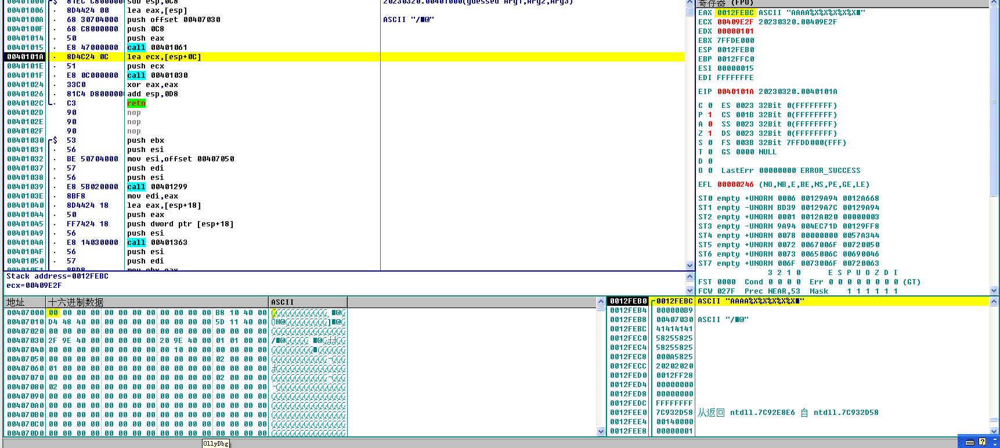 00401000 $ 81EC C8000000 sub esp,0C8 20230320.00401000(guessed Arg1,Arg2,Arg3)
00401006 . 8D4424 00 lea eax,[esp]
0040100A . 68 30704000 push offset 00407030 ASCII "/■@"
0040100F . 68 C8000000 push 0C8
00401014 . 50 push eax
00401015 . E8 47000000 call 00401061
0040101A . 8D4C24 0C lea ecx,[esp+0C]
0040101E . 51 push ecx
0040101F . E8 0C000000 call 00401030
00401024 . 33C0 xor eax,eax
00401026 . 81C4 D8000000 add esp,0D8
0040102C . C3 retn
0040102D 90 nop
0040102E 90 nop
0040102F 90 nop
00401030 $ 53 push ebx
00401031 . 56 push esi
00401032 . BE 50704000 mov esi,offset 00407050
00401037 . 57 push edi
00401038 . 56 push esi
00401039 . E8 5B020000 call 00401299
0040103E . 8BF8 mov edi,eax
00401040 . 8D4424 18 lea eax,[esp+18]
00401044 . 50 push eax
00401045 . FF7424 18 push dword ptr [esp+18]
00401049 . 56 push esi
0040104A . E8 14030000 call 00401363
0040104F . 56 push esi
00401050 . 57 push edi
00401051 . 8BD8 mov ebx,eax
Stack address=0012FEBC
ecx=00409E2F
寄存器 (FPU)
EAX 0012FEBC ASCII "AAAA%X%X%X%X%X■"
ECX 00409E2F 20230320.00409E2F
EDX 00000101
EBX 7FFDE000
ESP 0012FEB0
EBP 0012FFC0
ESI 00000015
EDI FFFFFFFE
EIP 0040101A 20230320.0040101A
C 0 ES 0023 32Bit 0(FFFFFFFF)
P 1 CS 001B 32Bit 0(FFFFFFFF)
A 0 SS 0023 32Bit 0(FFFFFFFF)
Z 1 DS 0023 32Bit 0(FFFFFFFF)
S 0 FS 003B 32Bit 7FFDD000(FFF)
T 0 GS 0000 NULL
D 0
O 0 LastErr 00000000 ERROR_SUCCESS
EFL 00000246 (NO,NB,E,BE,NS,PE,GE,LE)
ST0 empty +UNORM 0006 00129A94 0012A668
ST1 empty -UNORM BD39 00129A7C 00129A94
ST2 empty +UNORM 0001 0012A020 00000003
ST3 empty -UNORM 9A94 004EC71D 00129FF8
ST4 empty +UNORM 0078 00000000 0057A344
ST5 empty +UNORM 0072 0067006F 00720050
ST6 empty +UNORM 0073 0065006C 00690046
ST7 empty +UNORM 006F 0073006F 00720063
3 2 1 0 E S P U O Z D I
FST 0000 Cond 0 0 0 0 Err 0 0 0 0 0 0 0 0 (GT)
FCW 027F Prec NEAR,53 Mask 1 1 1 1 1 1
地址 十六进制数据 ASCII
00407000 00 00 00 00 00 00 00 00 00 00 00 00 B8 10 40 00
00407010 D4 48 40 00 00 00 00 00 00 00 00 00 5D 11 40 00
00407020 00 00 00 00 00 00 00 00 00 00 00 00 00 00 00 00
00407030 2F 9E 40 00 00 00 00 00 20 9E 40 00 01 01 00 00
00407040 00 00 00 00 00 00 00 00 00 10 00 00 00 00 00 00
00407050 00 00 00 00 00 00 00 00 00 00 00 00 02 00 00 00
00407060 01 00 00 00 00 00 00 00 00 00 00 00 00 00 00 00
00407070 00 00 00 00 00 00 00 00 00 00 00 00 02 00 00 00
00407080 02 00 00 00 00 00 00 00 00 00 00 00 00 00 00 00
00407090 00 00 00 00 00 00 00 00 00 00 00 00 00 00 00 00
004070A0 00 00 00 00 00 00 00 00 00 00 00 00 00 00 00 00
004070B0 00 00 00 00 00 00 00 00 00 00 00 00 00 00 00 00
004070C0 00 00 00 00 00 00 00 00 00 00 00 00 00 00 00 00
004070D0 00 00 00 00 00 00 00 00 00 00 00 00 00 00 00 00
0012FEB0 0012FEBC ASCII "AAAA%X%X%X%X%X■"
0012FEB4 000000B9
0012FEB8 00407030 ASCII "/■@"
0012FEBC 41414141
0012FEC0 58255825
0012FEC4 58255825
0012FEC8 000A5825
0012FECC 20202020
0012FED0 0012FF28
0012FED4 00000000
0012FED8 00000000
0012FEDC FFFFFFFF
0012FEE0 7C932D58 从返回 ntdll.7C92E8E6 自 ntdll.7C932D58
0012FEE4 00140000
0012FEE8 00000001
OllyDbg